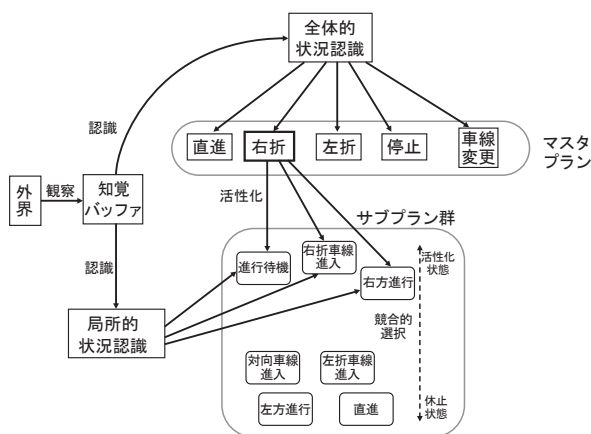 全体的
状況認識
認識
直進
右折
左折
停止
車線
変更
マスタ
プラン
外
界
観察
知覚
バッファ
活性化
サブプラン群
認識
進行待機
右折車線
進入
右方進行
活性化
状態
競合的
選択
局所的
状況認識
対向車線
進入
左折車線
進入
左方進行
直進
休止
状態